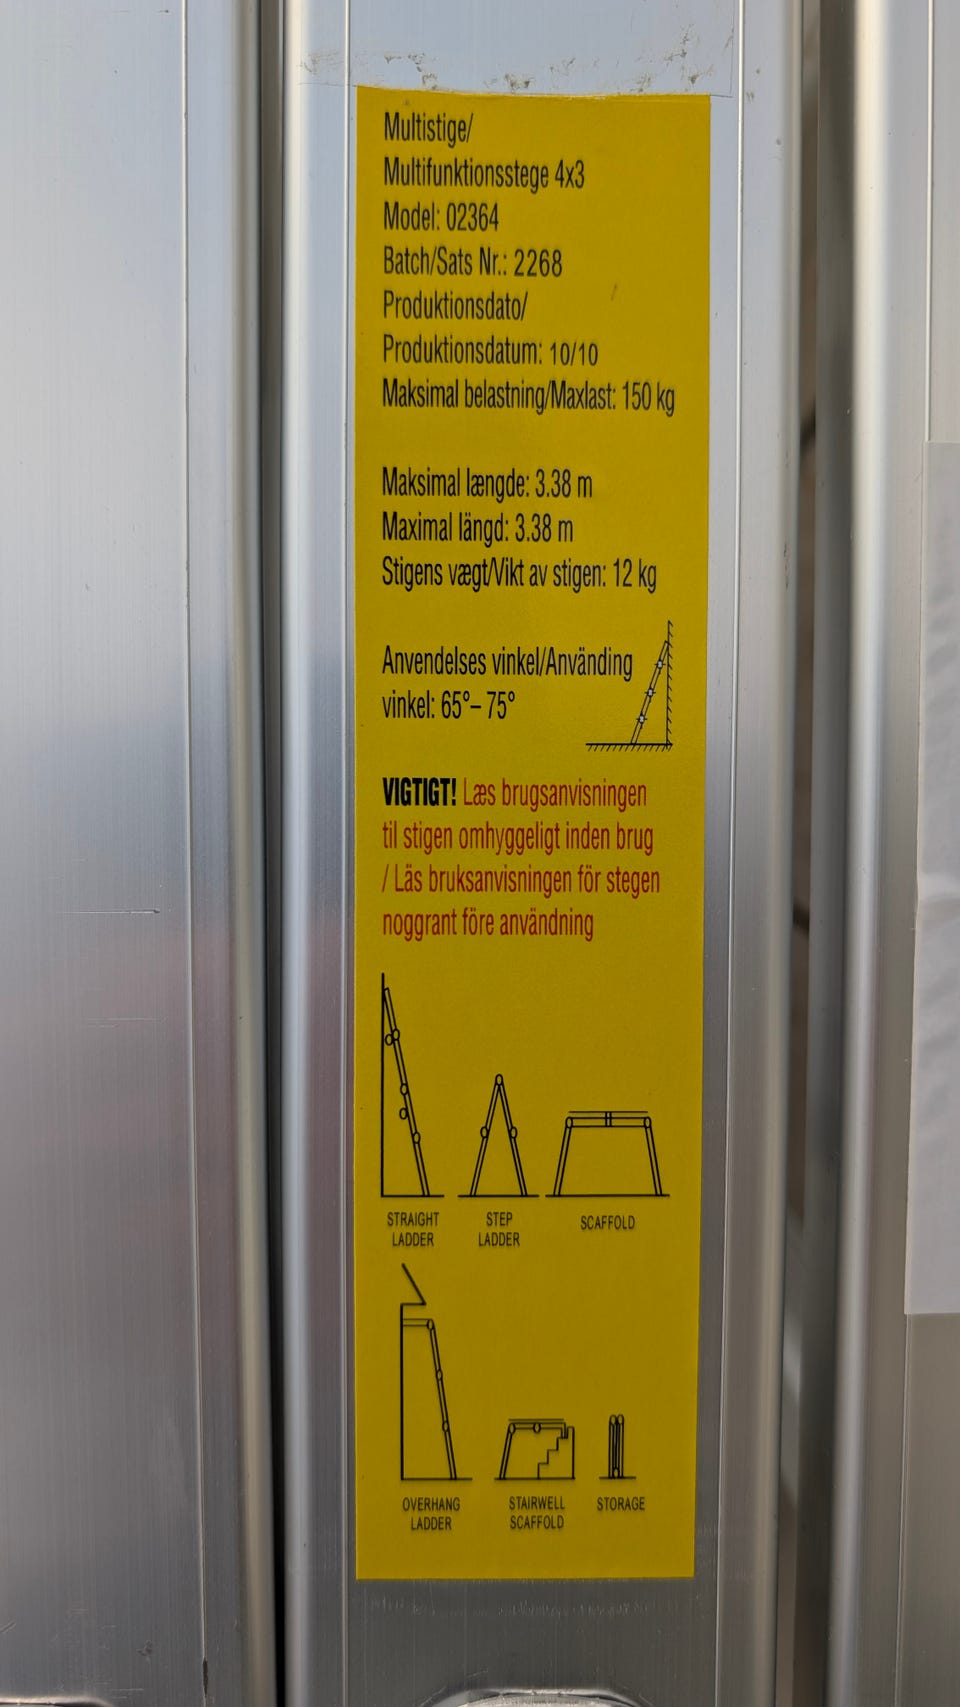 Multistige/
Multifunktionsstege 4x3
Model: 02364
Batch/Sats Nr.: 2268
Produktionsdato/
Produktionsdatum: 10/10
Maksimal belastning/Maxlast: 150 kg
Maksimal længde: 3.38 m
Maximal längd: 3.38 m
Stigens vægt/Vikt av stigen: 12 kg
Anvendelses vinkel/Använding
vinkel: 65°– 75°
VIGTIGT! Læs brugsanvisningen
til stigen omhyggeligt inden brug
/ Läs bruksanvisningen för stegen
noggrant före användning
STRAIGHT
LADDER
STEP
LADDER
SCAFFOLD
OVERHANG
LADDER
STAIRWELL
SCAFFOLD
STORAGE